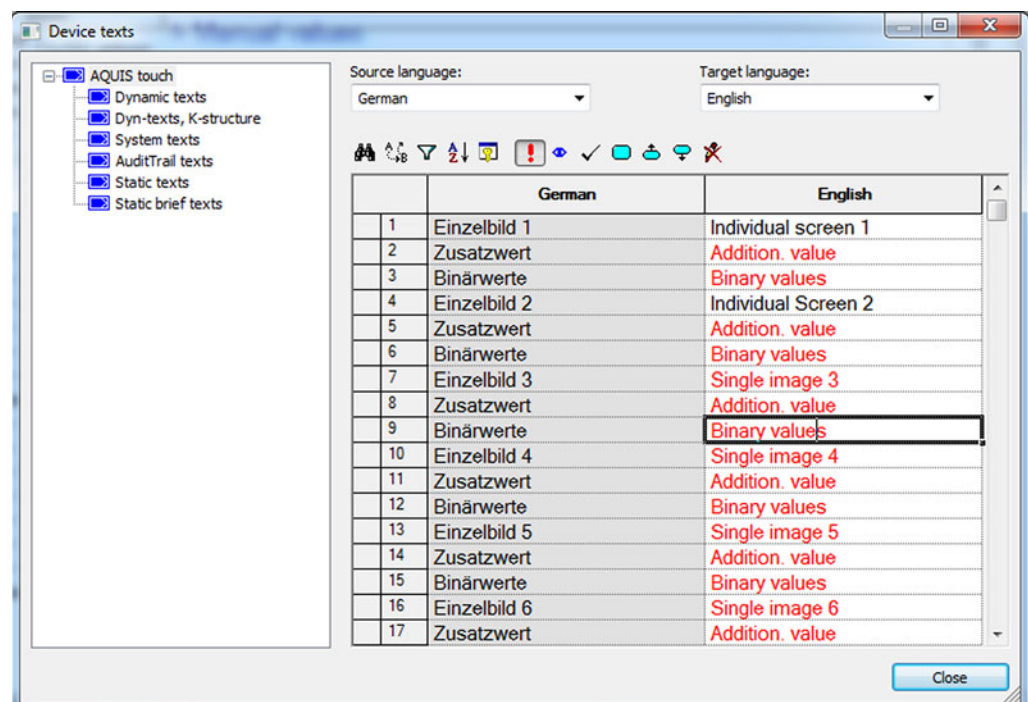 Device texts
AQUIS touch
Dynamic texts
Dyn-texts, K-structure
System texts
AuditTrail texts
Static texts
Static brief texts
Source language:
German
Target language:
English
German English
1 Einzelbild 1 Individual screen 1
2 Zusatzwert Addition. value
3 Binärwerte Binary values
4 Einzelbild 2 Individual Screen 2
5 Zusatzwert Addition. value
6 Binärwerte Binary values
7 Einzelbild 3 Single image 3
8 Zusatzwert Addition. value
9 Binärwerte Binary values
10 Einzelbild 4 Single image 4
11 Zusatzwert Addition. value
12 Binärwerte Binary values
13 Einzelbild 5 Single image 5
14 Zusatzwert Addition. value
15 Binärwerte Binary values
16 Einzelbild 6 Single image 6
17 Zusatzwert Addition. value
Close